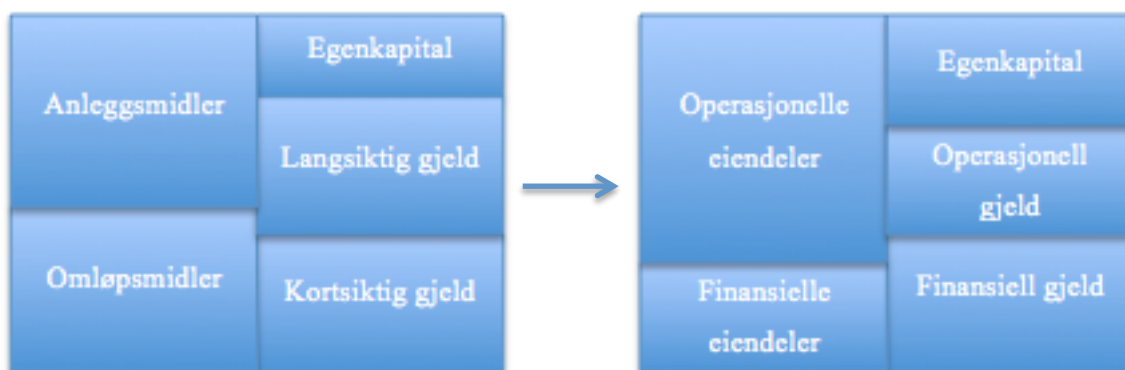 Anleggsmidler
Omløpsmidler
Egenkapital
Langsiktig gjeld
Kortsiktig gjeld
Operasjonelle
eiendeler
Finansielle
eiendeler
Egenkapital
Operasjonell
gjeld
Finansiell gjeld